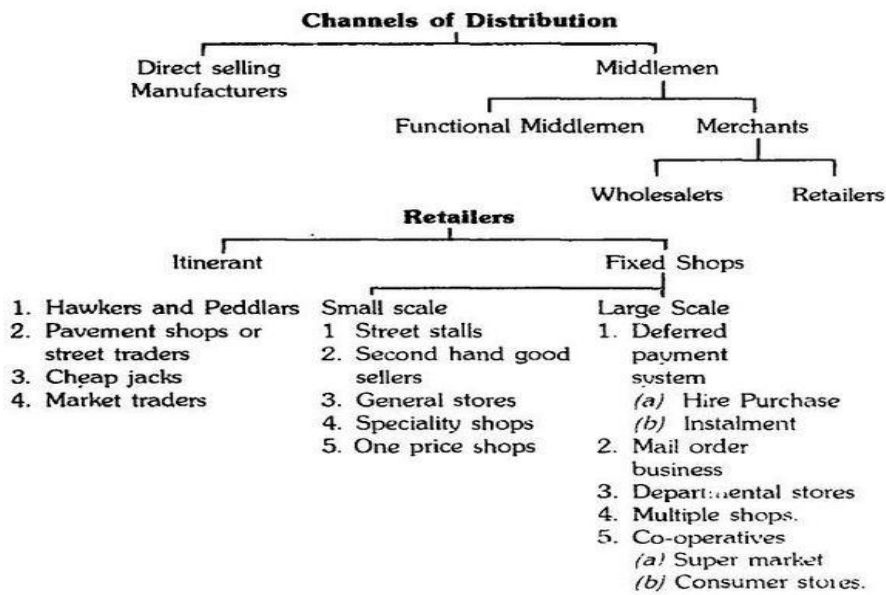 Channels of Distribution
Direct selling
Manufacturers
Middlemen
Functional Middlemen
Merchants
Wholesalers
Retailers
Retailers
Itinerant
Fixed Shops
1. Hawkers and Peddlars
2. Pavement shops or
street traders
3. Cheap jacks
4. Market traders
Small scale
1 Street stalls
2. Second hand good
sellers
3. General stores
4. Speciality shops
5. One price shops
Large Scale
1. Deferred
payment
system
(a) Hire Purchase
(b) Instalment
2. Mail order
business
3. Departmental stores
4. Multiple shops.
5. Co-operatives
(a) Super market
(b) Consumer stores.